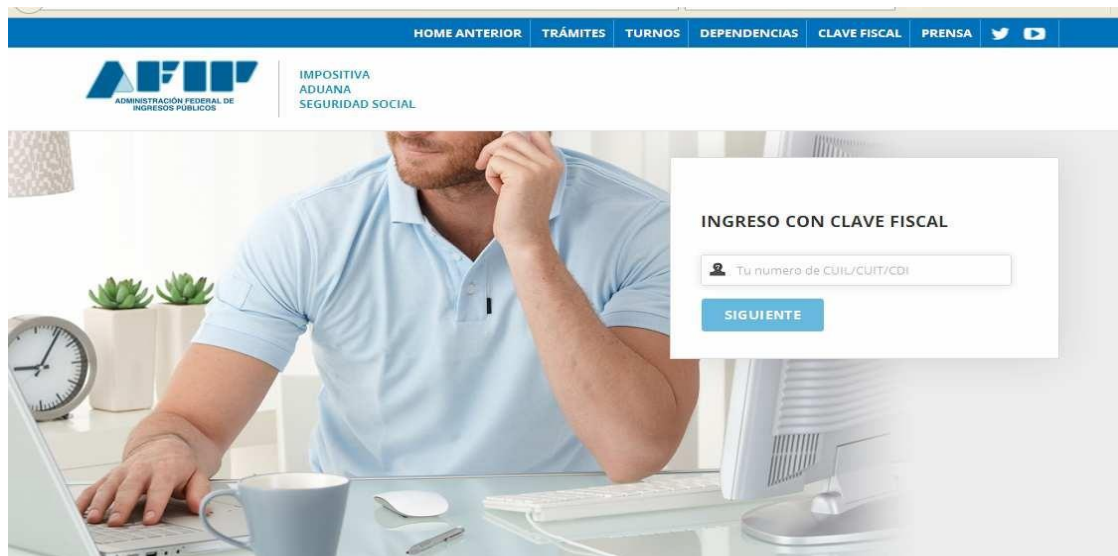 HOME ANTERIOR TRÁMITES TURNOS DEPENDENCIAS CLAVE FISCAL PRENSA
AFIP
ADMINISTRACIÓN FEDERAL DE
INGRESOS PÚBLICOS
IMPOSITIVA
ADUANA
SEGURIDAD SOCIAL
INGRESO CON CLAVE FISCAL
Tu numero de CUIL/CUIT/CDI
SIGUIENTE